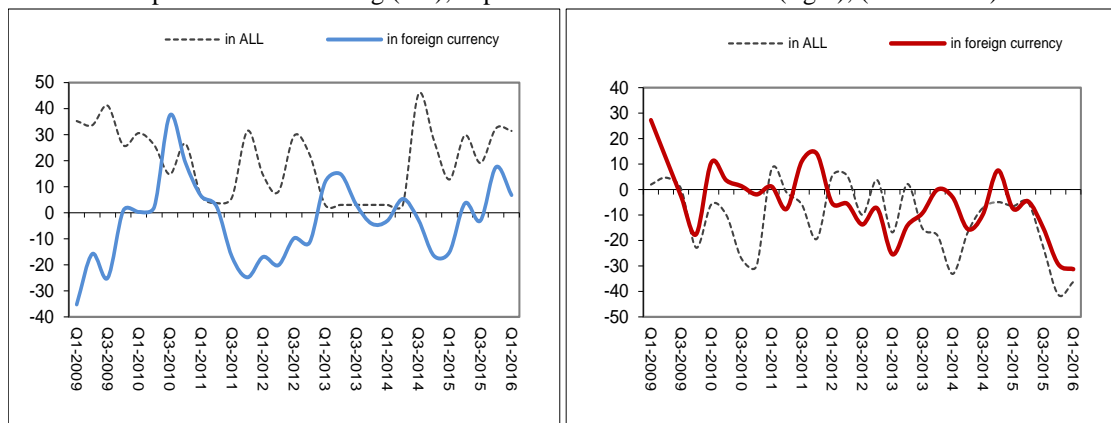 in ALL in foreign currency
50
40
30
20
10
0
-10
-20
-30
-40
Q1-2009
Q3-2009
Q1-2010
Q3-2010
Q1-2011
Q3-2011
Q1-2012
Q3-2012
Q1-2013
Q3-2013
Q1-2014
Q3-2014
Q1-2015
Q3-2015
Q1-2016
in ALL in foreign currency
40
30
20
10
0
-10
-20
-30
-40
-50
Q1-2009
Q3-2009
Q1-2010
Q3-2010
Q1-2011
Q3-2011
Q1-2012
Q3-2012
Q1-2013
Q3-2013
Q1-2014
Q3-2014
Q1-2015
Q3-2015
Q1-2016